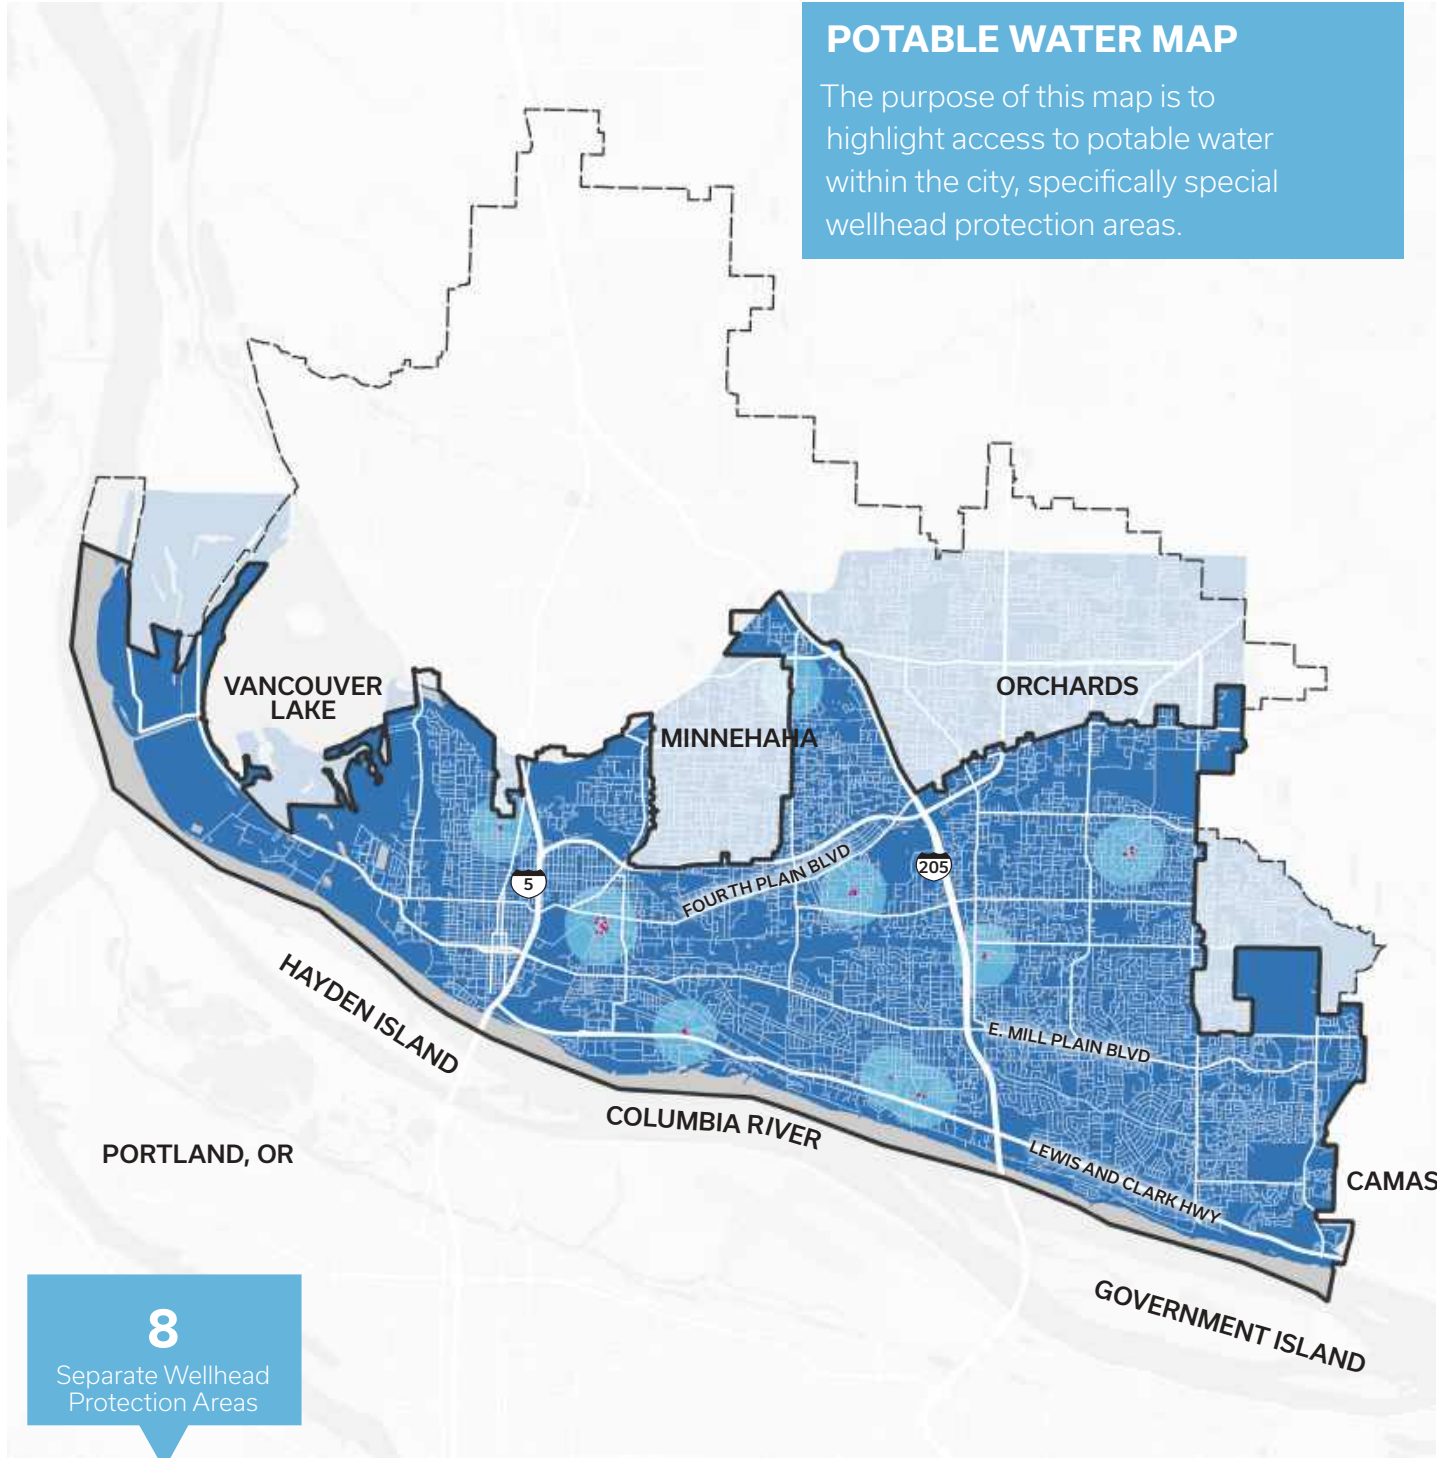 POTABLE WATER MAP
The purpose of this map is to
highlight access to potable water
within the city, specifically special
wellhead protection areas.
VANCOUVER
LAKE
ORCHARDS
MINNEHAHA
FOURTH PLAIN BLVD
205
5
HAYDEN ISLAND
E. MILL PLAIN BLVD
COLUMBIA RIVER
PORTLAND, OR
LEWIS AND CLARK HWY
CAMAS
GOVERNMENT ISLAND
8
Separate Wellhead
Protection Areas